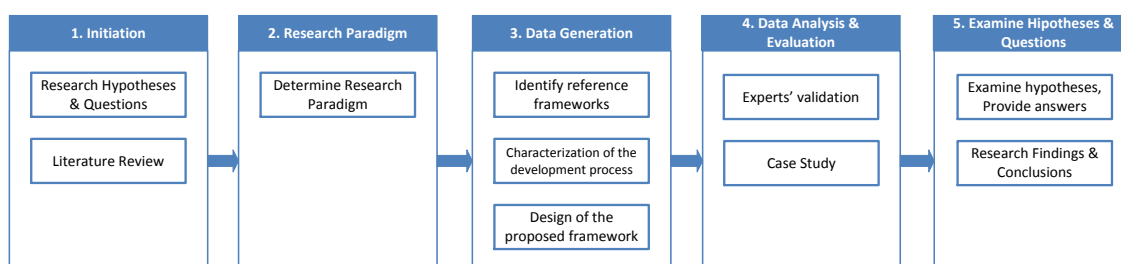 1. Initiation
Research Hypotheses
& Questions
Literature Review
2. Research Paradigm
Determine Research
Paradigm
3. Data Generation
Identify reference
frameworks
Characterization of the
development process
Design of the
proposed framework
4. Data Analysis &
Evaluation
Experts’ validation
Case Study
5. Examine Hipotheses &
Questions
Examine hypotheses,
Provide answers
Research Findings &
Conclusions